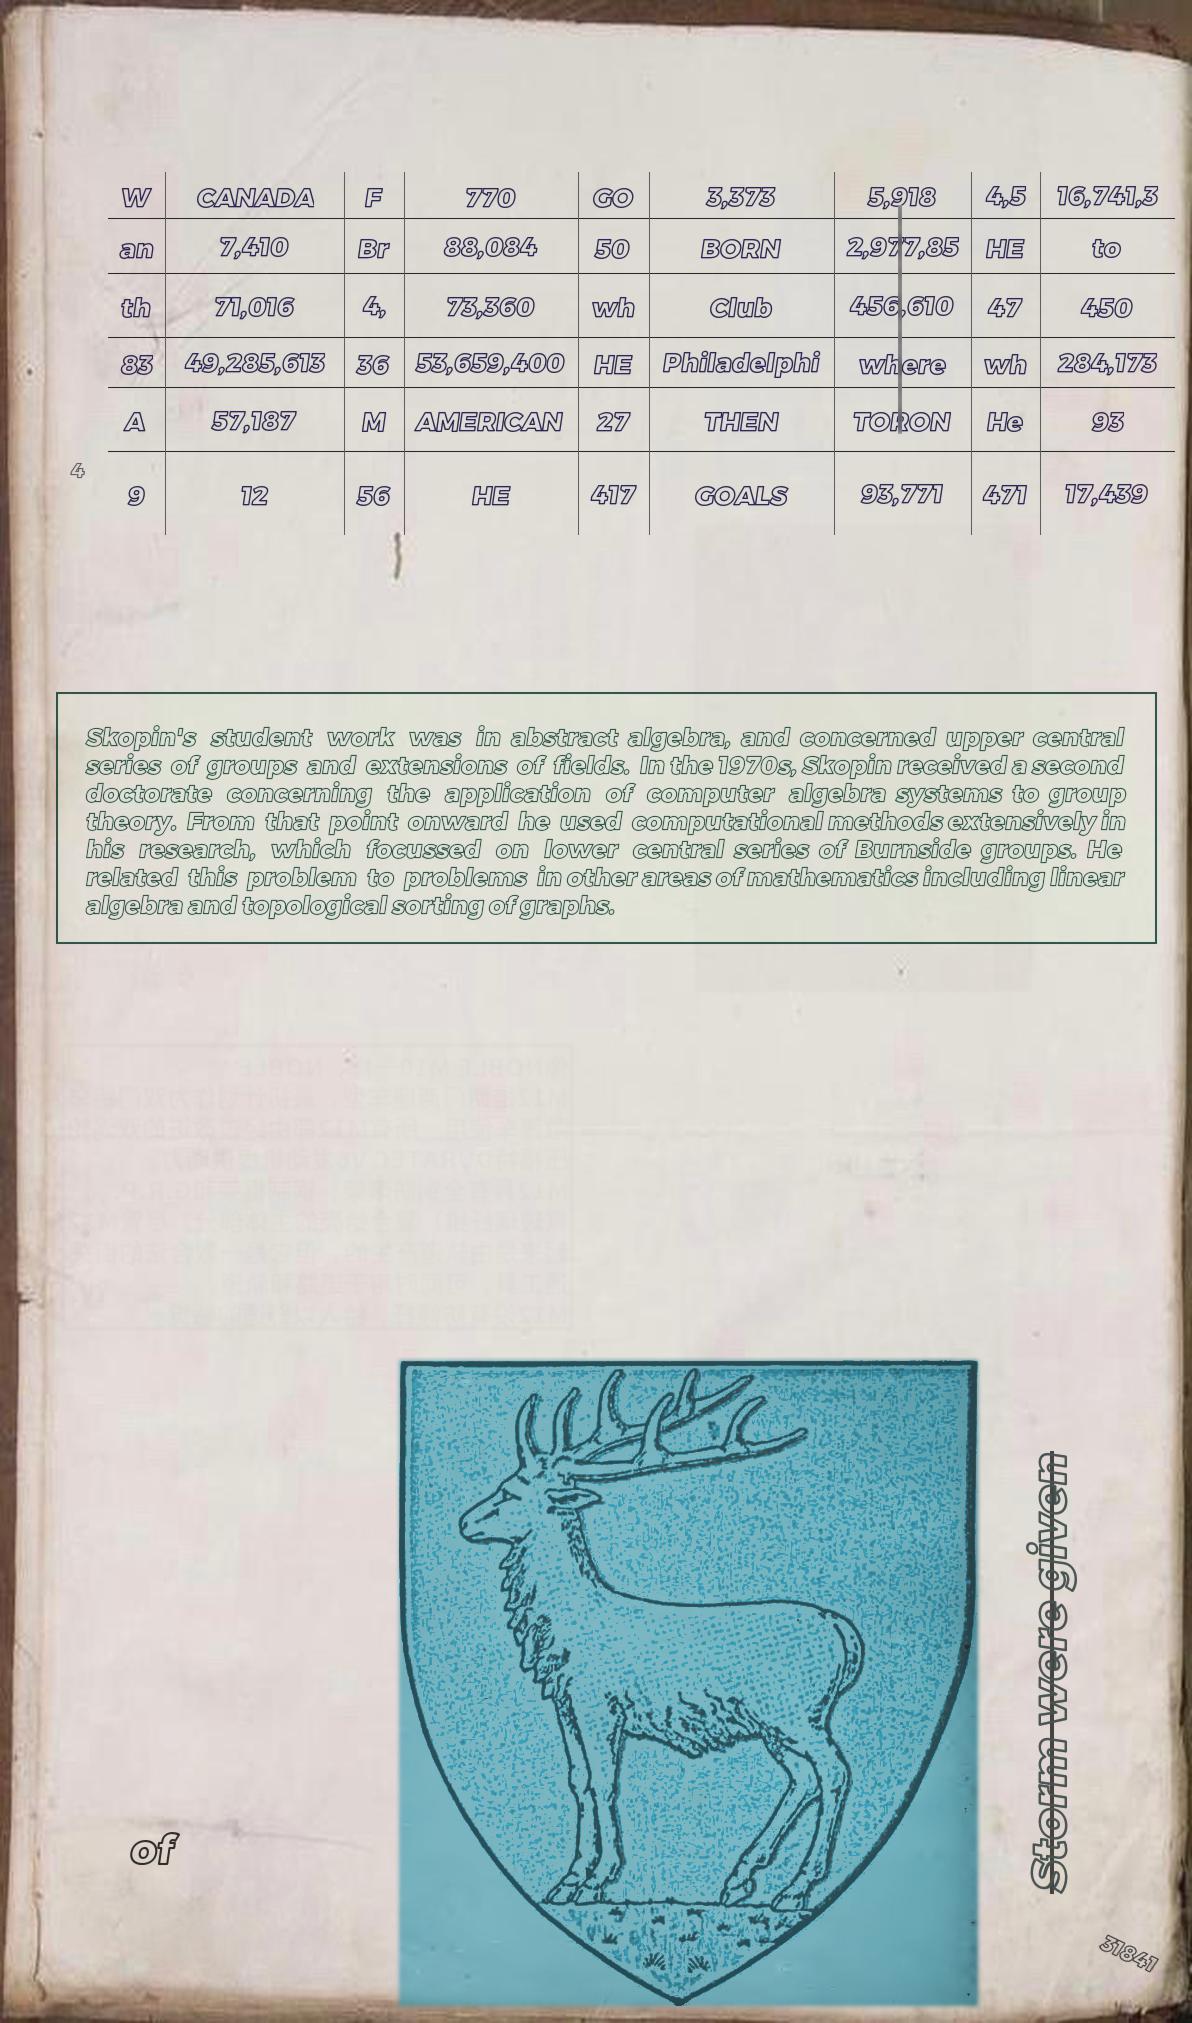 W CANADA F 770 GO 3,373 5,918 4,5 16,741,3
an 7,410 Br 88,084 50 BORN 2,977,85 HE to
th 71,016 4, 73,360 wh Club 456,610 47 450
83 49,285,613 36 53,659,400 HE Philadelphi where wh 284,173
A 57,187 M AMERICAN 27 THEN TORON He 93
4
9 12 56 HE 417 GOALS 93,771 471 17,439
Skopin's student work was in abstract algebra, and concerned upper central
series of groups and extensions of fields. In the 1970s, Skopin received a second
doctorate concerning the application of computer algebra systems to group
theory. From that point onward he used computational methods extensively in
his research, which focussed on lower central series of Burnside groups. He
related this problem to problems in other areas of mathematics including linear
algebra and topological sorting of graphs.
Storm were given
of
31841